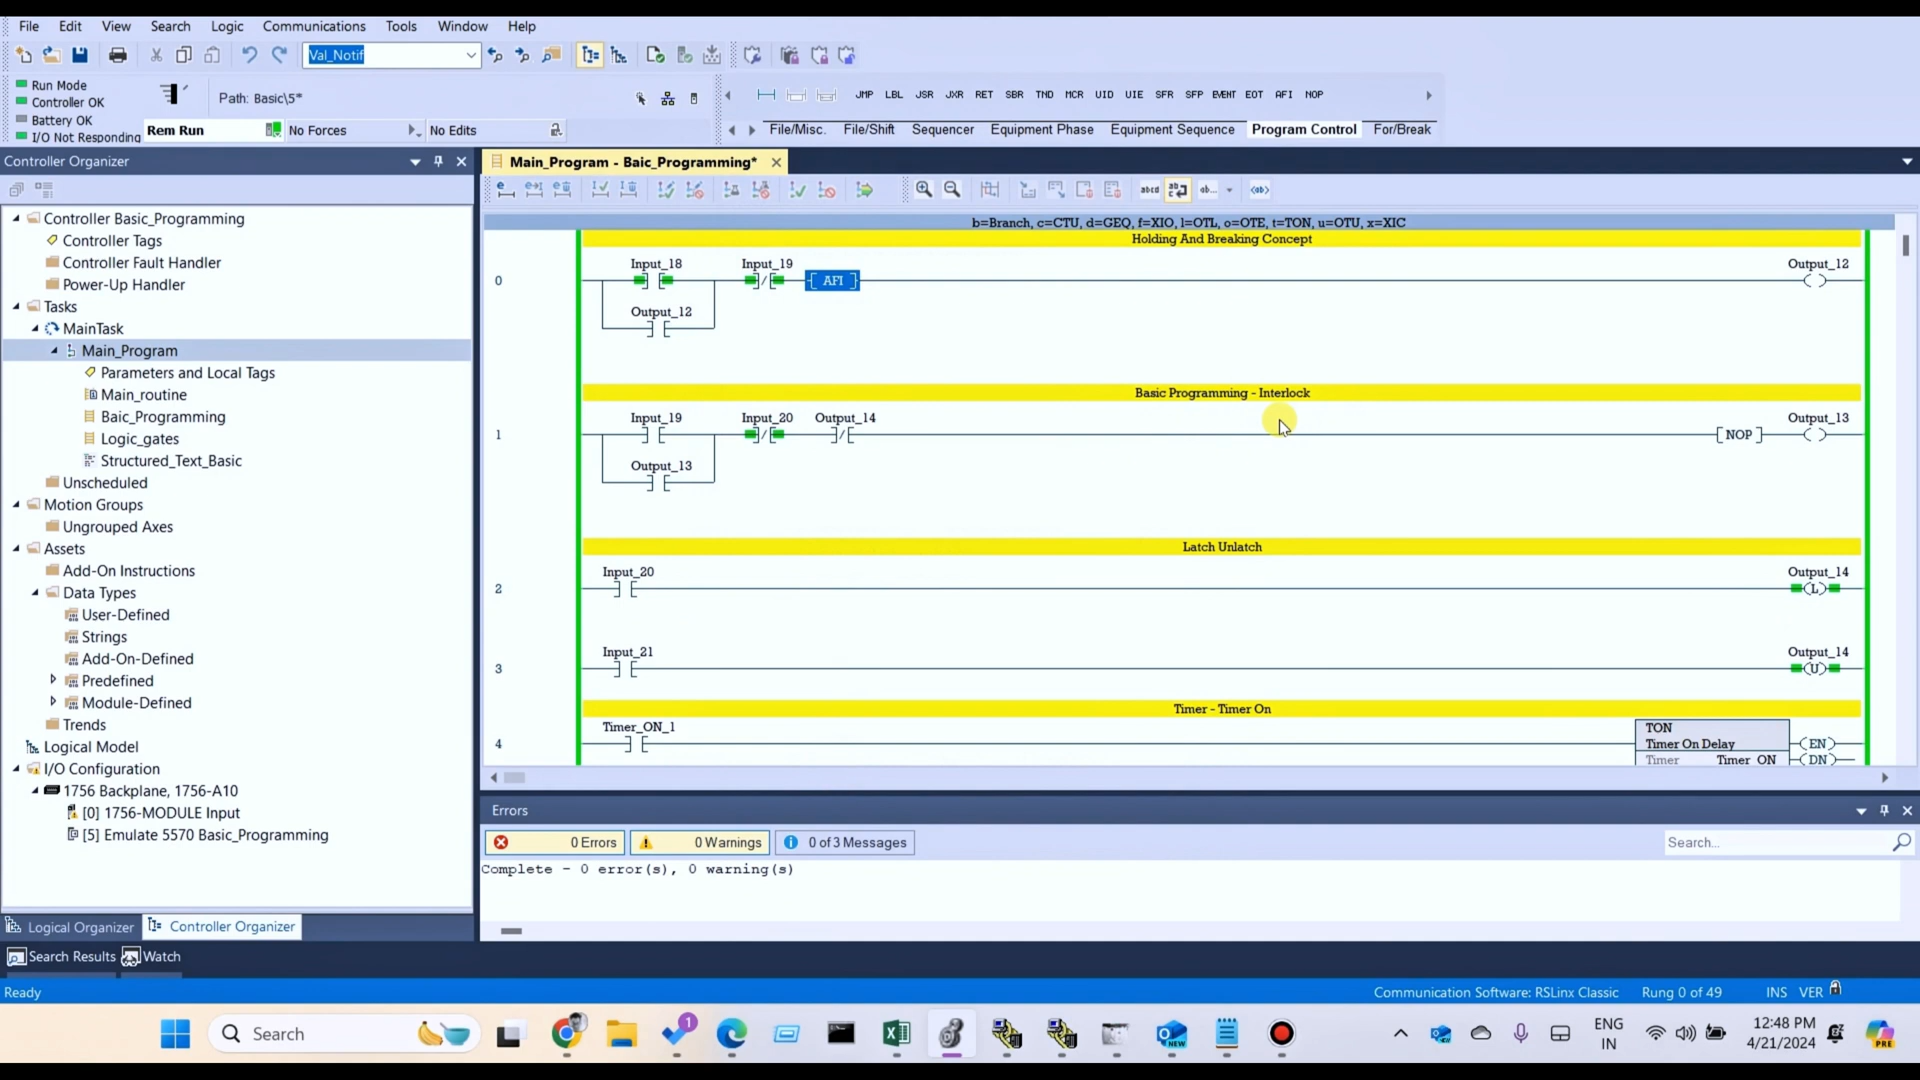 File Edit View Search Logic Communications Tools Window Help
Val_Notif
Run Mode
Controller OK
Battery OK
I/O Not Responding
Path: Basic\5*
Rem Run No Forces No Edits
JMP LBL JSR JXR RET SBR TND MCR UID UIE SFR SFP EVENT EOT AFI NOP
File/Misc. File/Shift Sequencer Equipment Phase Equipment Sequence Program Control For/Break
Controller Organizer
Controller Basic_Programming
Controller Tags
Controller Fault Handler
Power-Up Handler
Tasks
MainTask
Main_Program
Parameters and Local Tags
Main_routine
Baic_Programming
Logic_gates
Structured_Text_Basic
Unscheduled
Motion Groups
Ungrouped Axes
Assets
Add-On Instructions
Data Types
User-Defined
Strings
Add-On-Defined
Predefined
Module-Defined
Trends
Logical Model
I/O Configuration
1756 Backplane, 1756-A10
[0] 1756-MODULE Input
[5] Emulate 5570 Basic_Programming
Logical Organizer Controller Organizer
Main_Program - Baic_Programming*
abcd ab ab...
b=Branch, c=CTU, d=GEQ, f=XIO, l=OTL, o=OTE, t=TON, u=OTU, x=XIC
Holding And Breaking Concept
Input_18 Input_19 Output_12
0 AFI
Output_12
Basic Programming - Interlock
Input_19 Input_20 Output_14 Output_13
1 NOP
Output_13
Latch Unlatch
Input_20 Output_14
2 L
Input_21 Output_14
3 U
Timer - Timer On
Timer_ON_1 TON
4 Timer On Delay EN
Timer Timer_ON DN
Errors
0 Errors 0 Warnings 0 of 3 Messages Search...
Complete - 0 error(s), 0 warning(s)
Search Results Watch
Ready Communication Software: RSLinx Classic Rung 0 of 49 INS VER
Search 1 NEW ENG IN 12:48 PM 4/21/2024 PRE